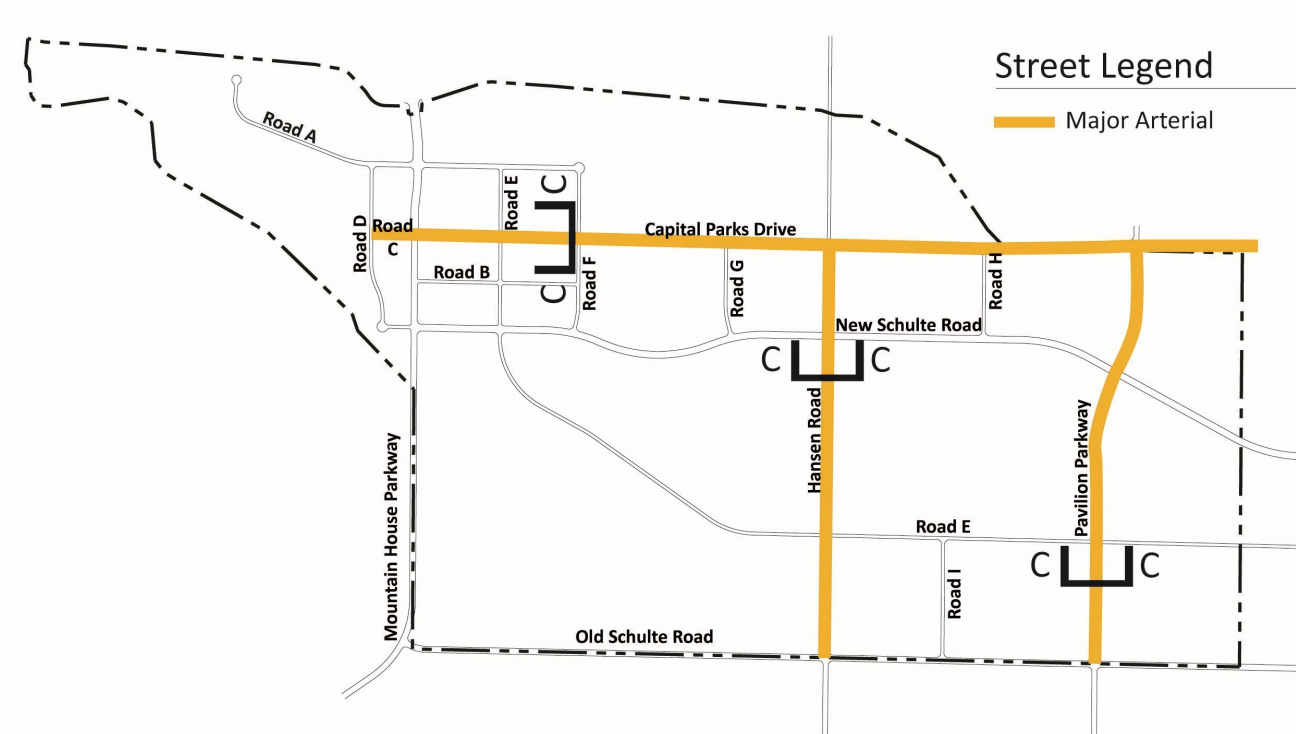 Street Legend
Major Arterial
Road A
Road E
C
Road D
Road
C
Capital Parks Drive
Road B
C
Road F
Road G
Road H
New Schulte Road
C
C
Hansen Road
Pavilion Parkway
Mountain House Parkway
Road E
C
C
Road I
Old Schulte Road